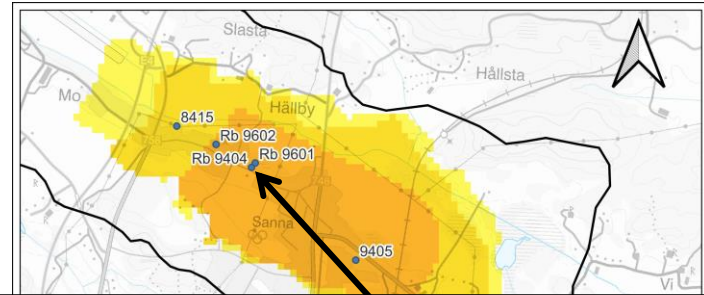 Slasta
Hållsta
Mo
Hällby
8415
Rb 9602
Rb 9404
Rb 9601
Sanna
9405
Vi